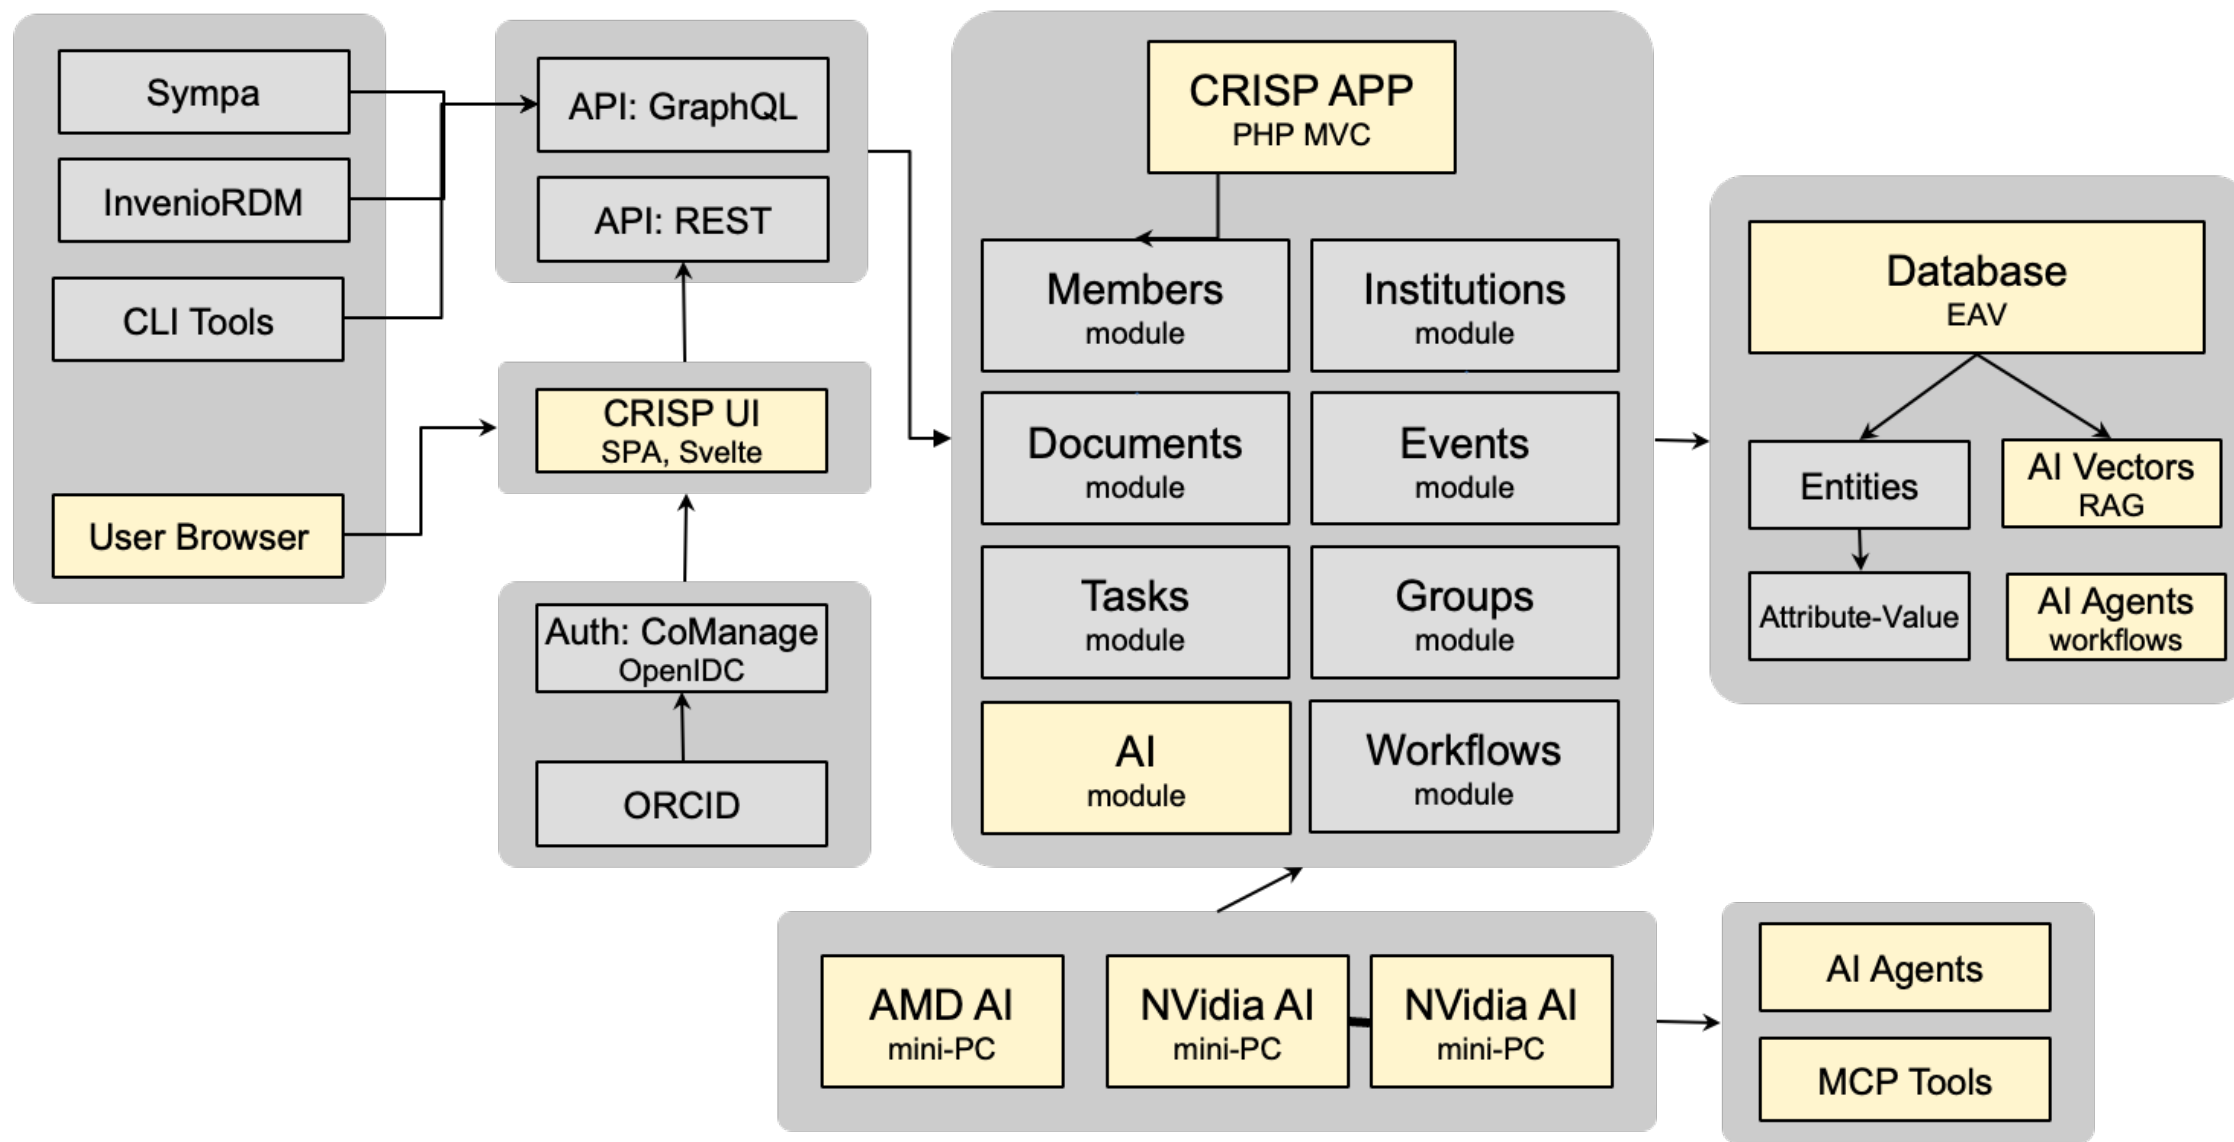 Sympa
InvenioRDM
CLI Tools
User Browser
API: GraphQL
API: REST
CRISP UI
SPA, Svelte
Auth: CoManage
OpenIDC
ORCID
CRISP APP
PHP MVC
Members
module
Institutions
module
Documents
module
Events
module
Tasks
module
Groups
module
AI
module
Workflows
module
Database
EAV
Entities
AI Vectors
RAG
Attribute-Value
AI Agents
workflows
AMD AI
mini-PC
NVidia AI
mini-PC
NVidia AI
mini-PC
AI Agents
MCP Tools